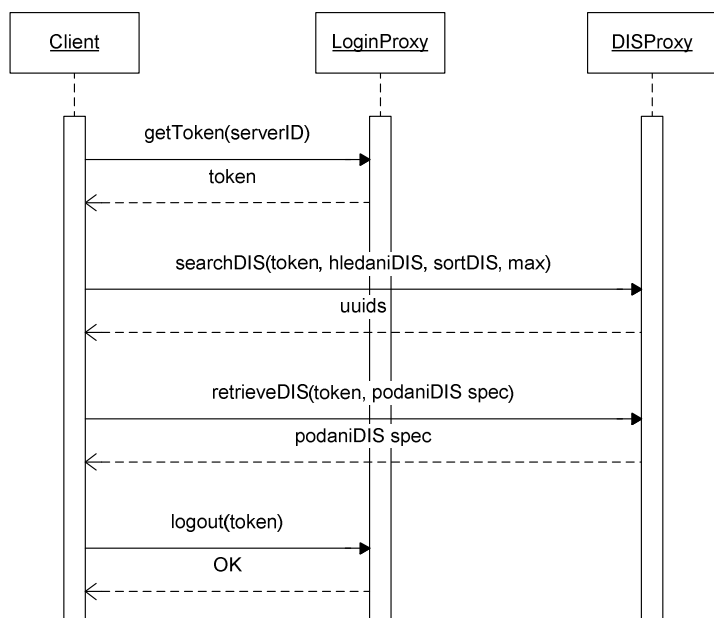 Client
LoginProxy
DISProxy
getToken(serverID)
token
searchDIS(token, hledaniDIS, sortDIS, max)
uuids
retrieveDIS(token, podaniDIS spec)
podaniDIS spec
logout(token)
OK